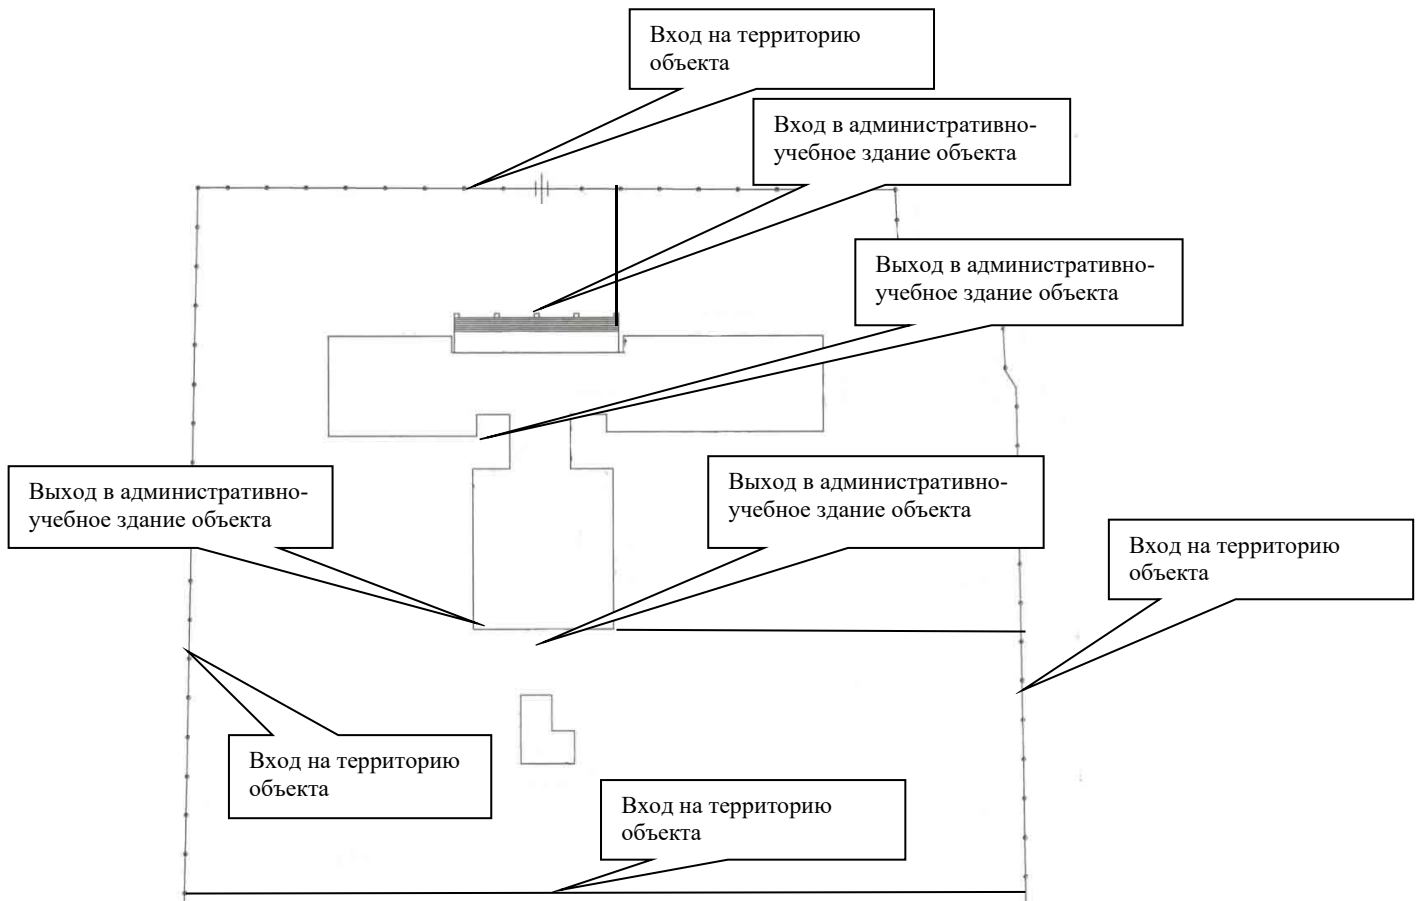 Вход на территорию
объекта
Вход в административно-
учебное здание объекта
Выход в административно-
учебное здание объекта
Выход в административно-
учебное здание объекта
Выход в административно-
учебное здание объекта
Вход на территорию
объекта
Вход на территорию
объекта
Вход на территорию
объекта